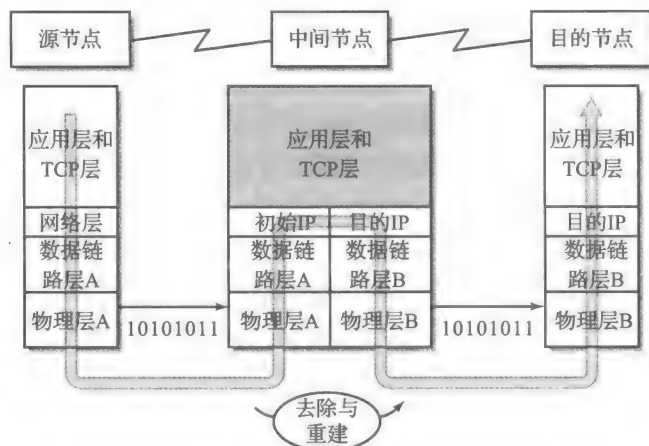 源节点
中间节点
目的节点
应用层和
TCP层
网络层
数据链
路层A
物理层A
10101011
应用层和
TCP层
初始IP
目的IP
数据链
路层A
数据链
路层B
物理层A
物理层B
10101011
应用层和
TCP层
目的IP
数据链
路层B
物理层B
去除与
重建